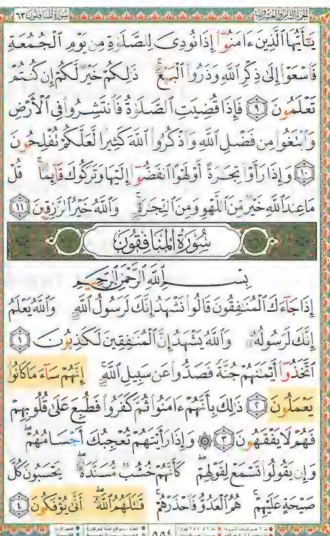 يَٰٓأَيُّهَا ٱلَّذِينَ ءَامَنُوٓاْ إِذَا نُودِيَ لِلصَّلَوٰةِ مِن يَوۡمِ ٱلۡجُمُعَةِ
فَٱسۡعَوۡاْ إِلَىٰ ذِكۡرِ ٱللَّهِ وَذَرُواْ ٱلۡبَيۡعَۚ ذَٰلِكُمۡ خَيۡرٞ لَّكُمۡ إِن كُنتُمۡ
تَعۡلَمُونَ ٩ فَإِذَا قُضِيَتِ ٱلصَّلَوٰةُ فَٱنتَشِرُواْ فِي ٱلۡأَرۡضِ
وَٱبۡتَغُواْ مِن فَضۡلِ ٱللَّهِ وَٱذۡكُرُواْ ٱللَّهَ كَثِيرٗا لَّعَلَّكُمۡ تُفۡلِحُونَ
١٠ وَإِذَا رَأَوۡاْ تِجَٰرَةً أَوۡ لَهۡوًا ٱنفَضُّوٓاْ إِلَيۡهَا وَتَرَكُوكَ قَآئِمٗاۚ قُلۡ
مَا عِندَ ٱللَّهِ خَيۡرٞ مِّنَ ٱللَّهۡوِ وَمِنَ ٱلتِّجَٰرَةِۚ وَٱللَّهُ خَيۡرُ ٱلرَّٰزِقِينَ ١١
سُورَةُ المُنَافِقُونَ
بِسۡمِ ٱللَّهِ ٱلرَّحۡمَٰنِ ٱلرَّحِيمِ
إِذَا جَآءَكَ ٱلۡمُنَٰفِقُونَ قَالُواْ نَشۡهَدُ إِنَّكَ لَرَسُولُ ٱللَّهِۗ وَٱللَّهُ يَعۡلَمُ
إِنَّكَ لَرَسُولُهُۥ وَٱللَّهُ يَشۡهَدُ إِنَّ ٱلۡمُنَٰفِقِينَ لَكَٰذِبُونَ ١
ٱتَّخَذُوٓاْ أَيۡمَٰنَهُمۡ جُنَّةٗ فَصَدُّواْ عَن سَبِيلِ ٱللَّهِۚ إِنَّهُمۡ سَآءَ مَا كَانُواْ
يَعۡمَلُونَ ٢ ذَٰلِكَ بِأَنَّهُمۡ ءَامَنُواْ ثُمَّ كَفَرُواْ فَطُبِعَ عَلَىٰ قُلُوبِهِمۡ
فَهُمۡ لَا يَفۡقَهُونَ ٣ ۞ وَإِذَا رَأَيۡتَهُمۡ تُعۡجِبُكَ أَجۡسَامُهُمۡۖ
وَإِن يَقُولُواْ تَسۡمَعۡ لِقَوۡلِهِمۡۖ كَأَنَّهُمۡ خُشُبٞ مُّسَنَّدَةٞۖ يَحۡسَبُونَ كُلَّ
صَيۡحَةٍ عَلَيۡهِمۡۚ هُمُ ٱلۡعَدُوُّ فَٱحۡذَرۡهُمۡۚ قَٰتَلَهُمُ ٱللَّهُۖ أَنَّىٰ يُؤۡفَكُونَ ٤
٥٥٤